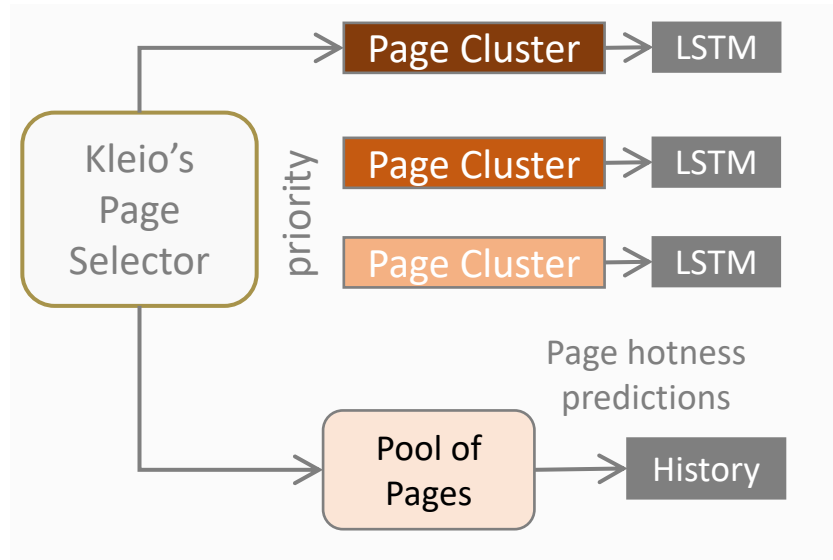 Page Cluster
LSTM
Kleio's
Page
Selector
priority
Page Cluster
LSTM
Page Cluster
LSTM
Page hotness
predictions
Pool of
Pages
History